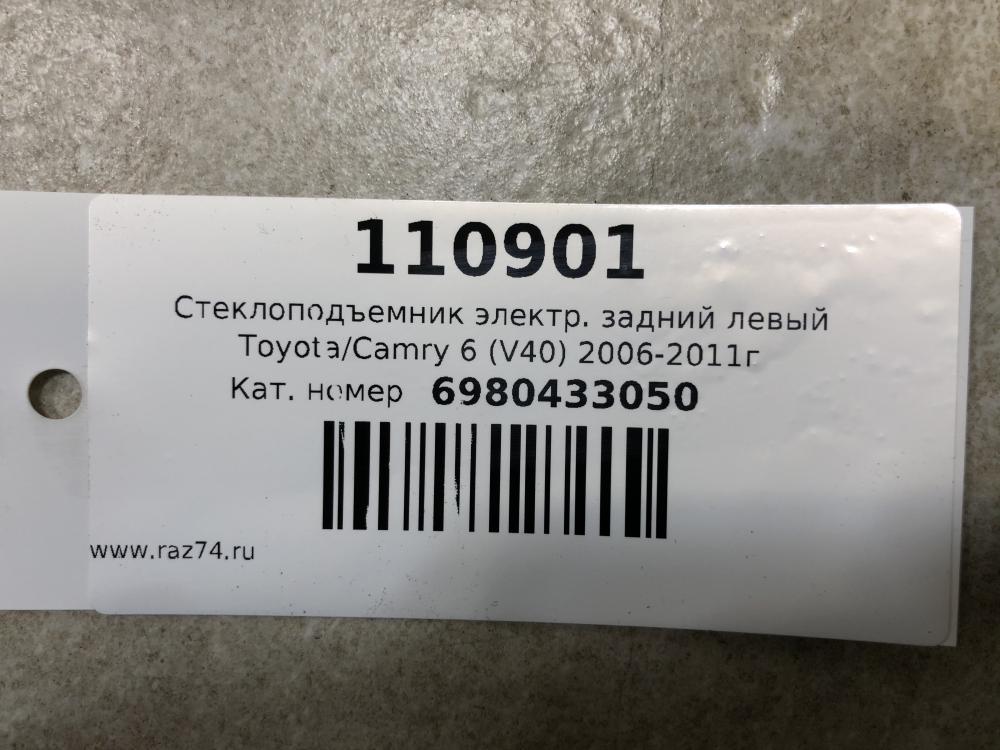 110901
Стеклоподъемник электр. задний левый
Toyota/Camry 6 (V40) 2006-2011г
Кат. номер 6980433050
www.raz74.ru